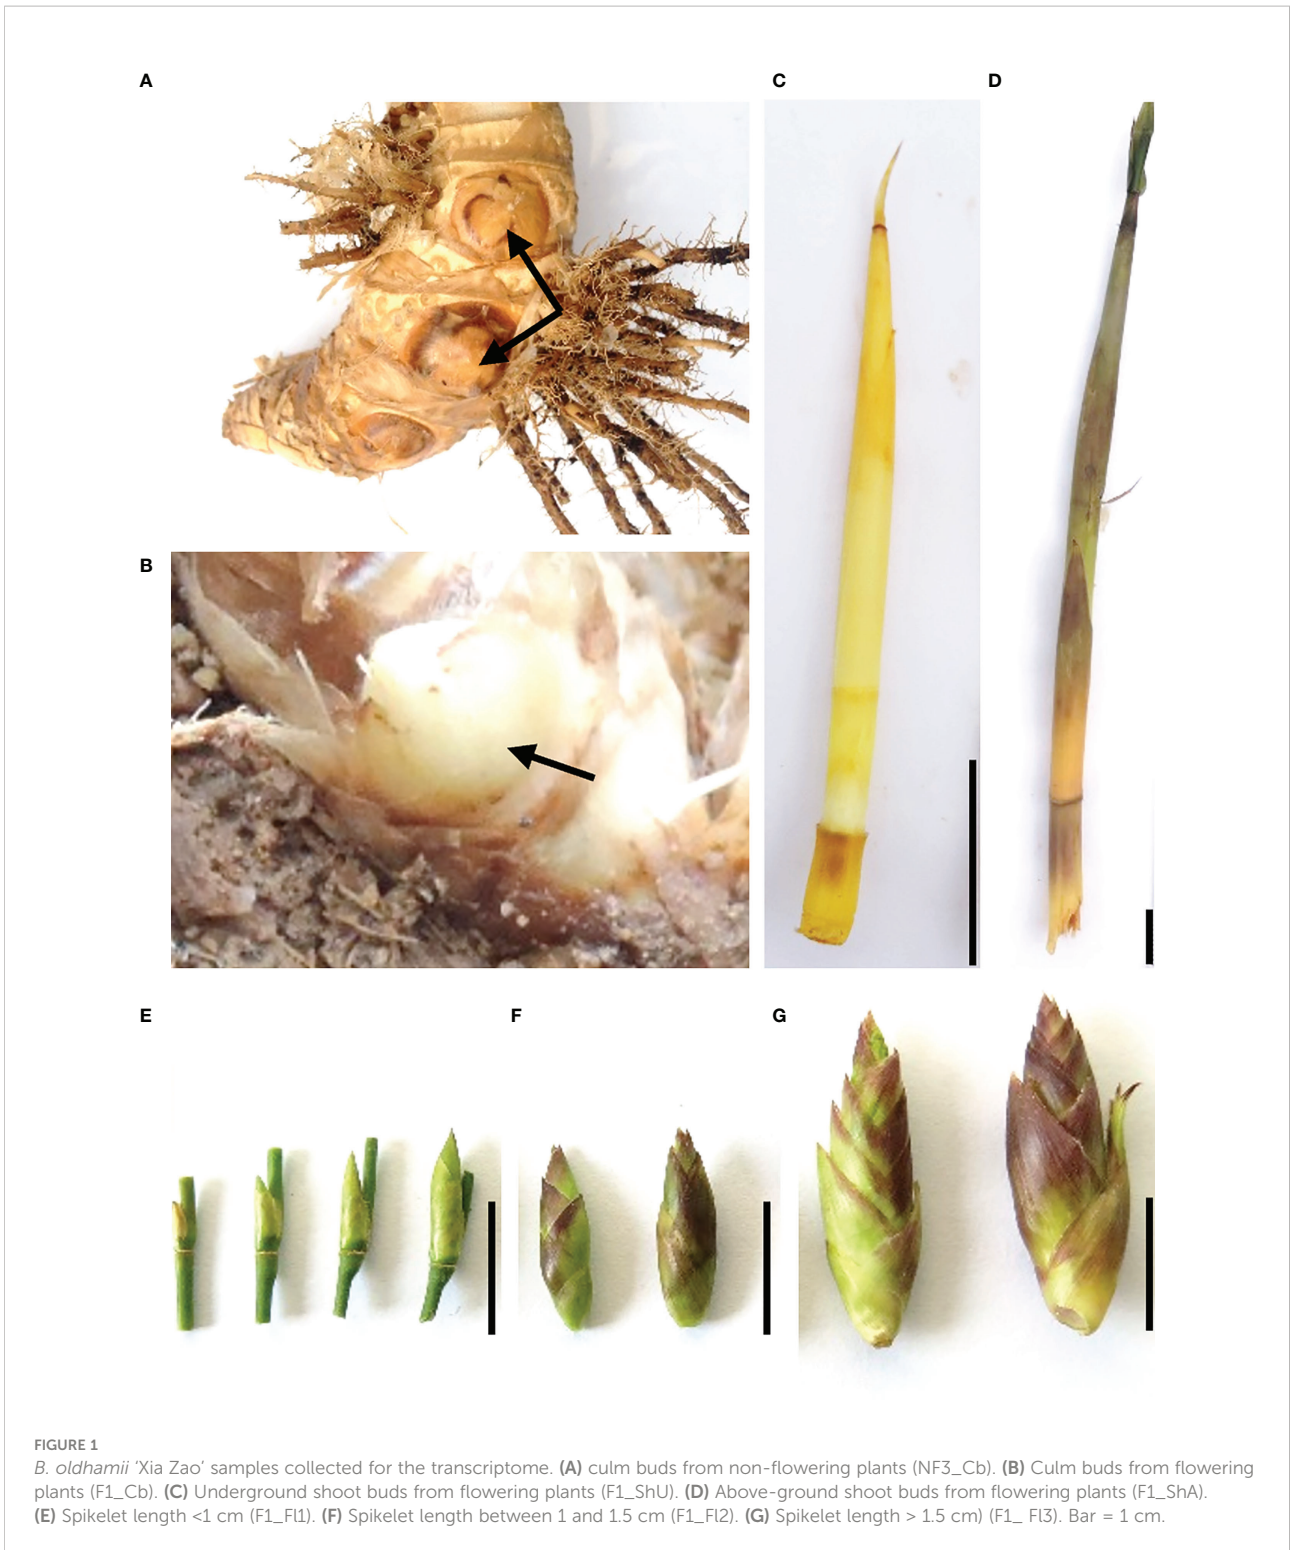 A
C
D
B
E
F
G
FIGURE 1
B. oldhamii ‘Xia Zao’ samples collected for the transcriptome. (A) culm buds from non-flowering plants (NF3_Cb). (B) Culm buds from flowering
plants (F1_Cb). (C) Underground shoot buds from flowering plants (F1_ShU). (D) Above-ground shoot buds from flowering plants (F1_ShA).
(E) Spikelet length <1 cm (F1_Fl1). (F) Spikelet length between 1 and 1.5 cm (F1_Fl2). (G) Spikelet length > 1.5 cm) (F1_ Fl3). Bar = 1 cm.